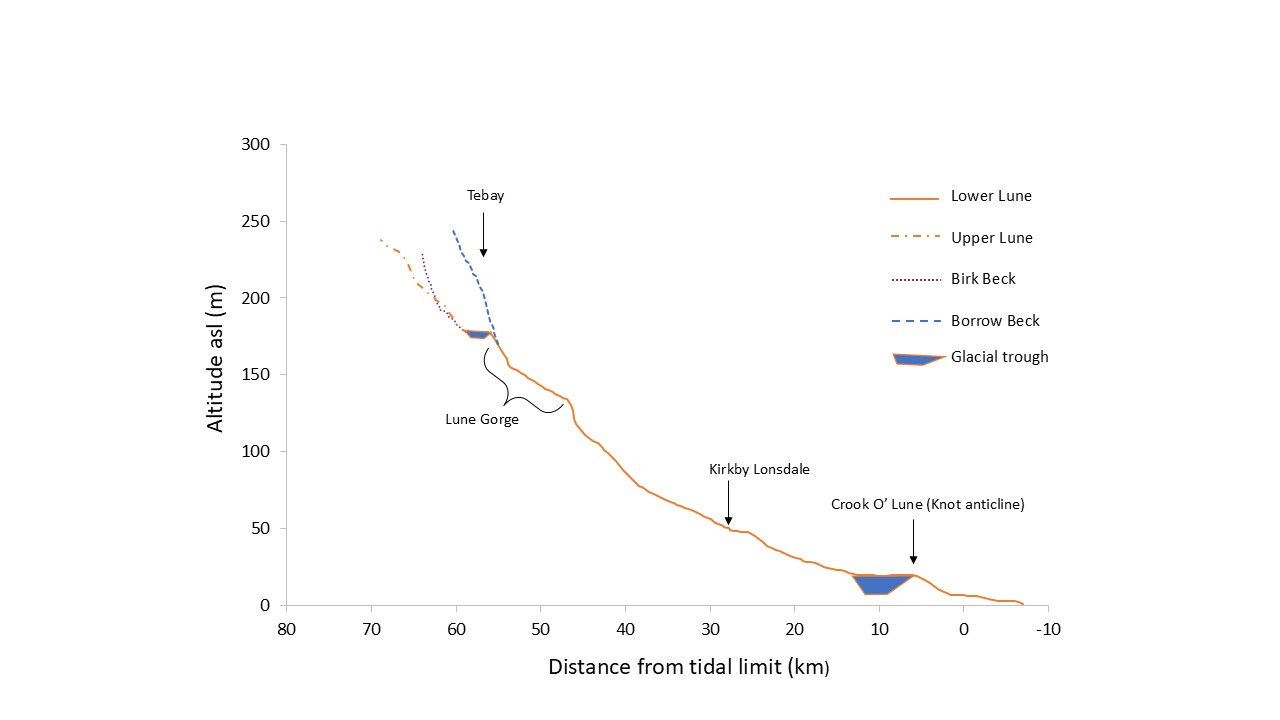 300
250
200
150
100
50
0
80 70 60 50 40 30 20 10 0 -10
Altitude asl (m)
Distance from tidal limit (km)
Tebay
Lune Gorge
Kirkby Lonsdale
Crook O’ Lune (Knot anticline)
Lower Lune
Upper Lune
Birk Beck
Borrow Beck
Glacial trough